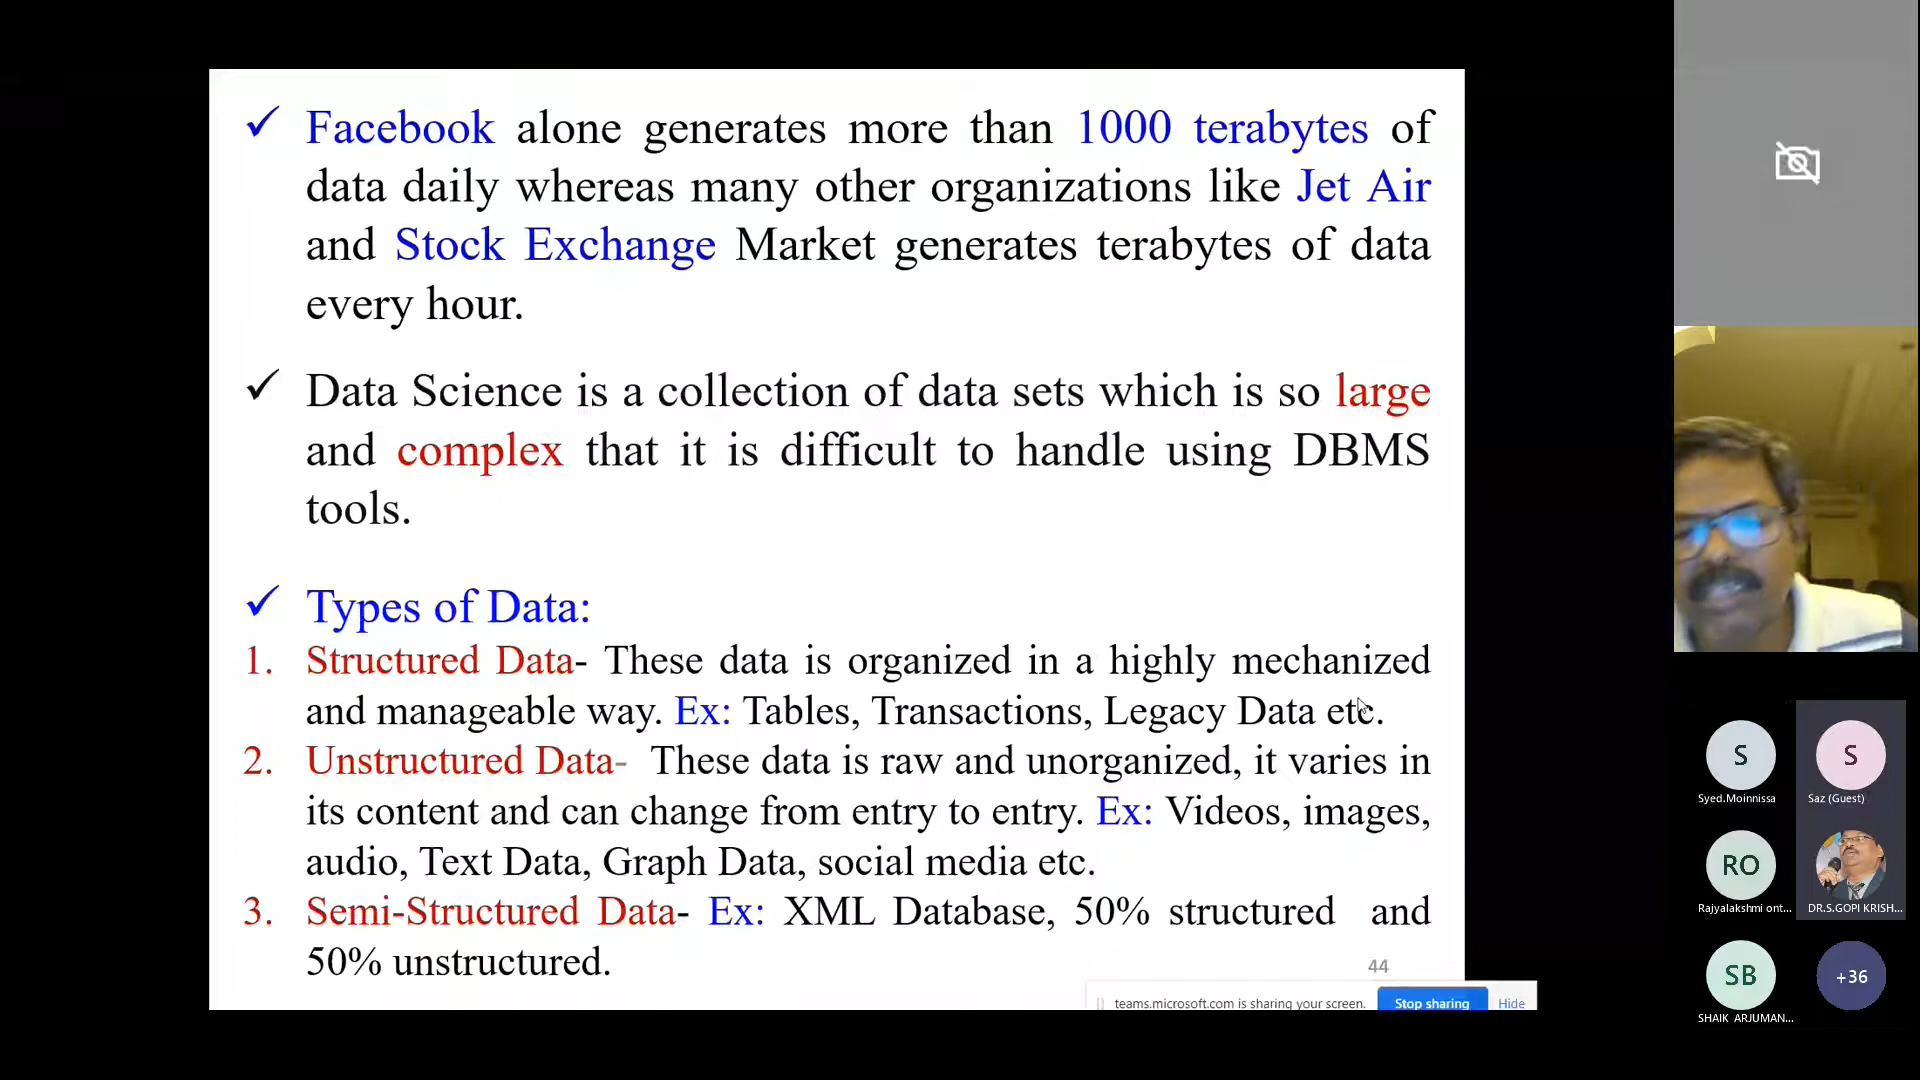 ✓ Facebook alone generates more than 1000 terabytes of
data daily whereas many other organizations like Jet Air
and Stock Exchange Market generates terabytes of data
every hour.
✓ Data Science is a collection of data sets which is so large
and complex that it is difficult to handle using DBMS
tools.
✓ Types of Data:
1. Structured Data- These data is organized in a highly mechanized
and manageable way. Ex: Tables, Transactions, Legacy Data etc.
2. Unstructured Data- These data is raw and unorganized, it varies in
its content and can change from entry to entry. Ex: Videos, images,
audio, Text Data, Graph Data, social media etc.
3. Semi-Structured Data- Ex: XML Database, 50% structured and
50% unstructured.
44
teams.microsoft.com is sharing your screen. Stop sharing Hide
S
Syed.Moinnissa
S
Saz (Guest)
RO
Rajyalakshmi ont...
DR.S.GOPI KRISH...
SB
SHAIK ARJUMAN...
+36